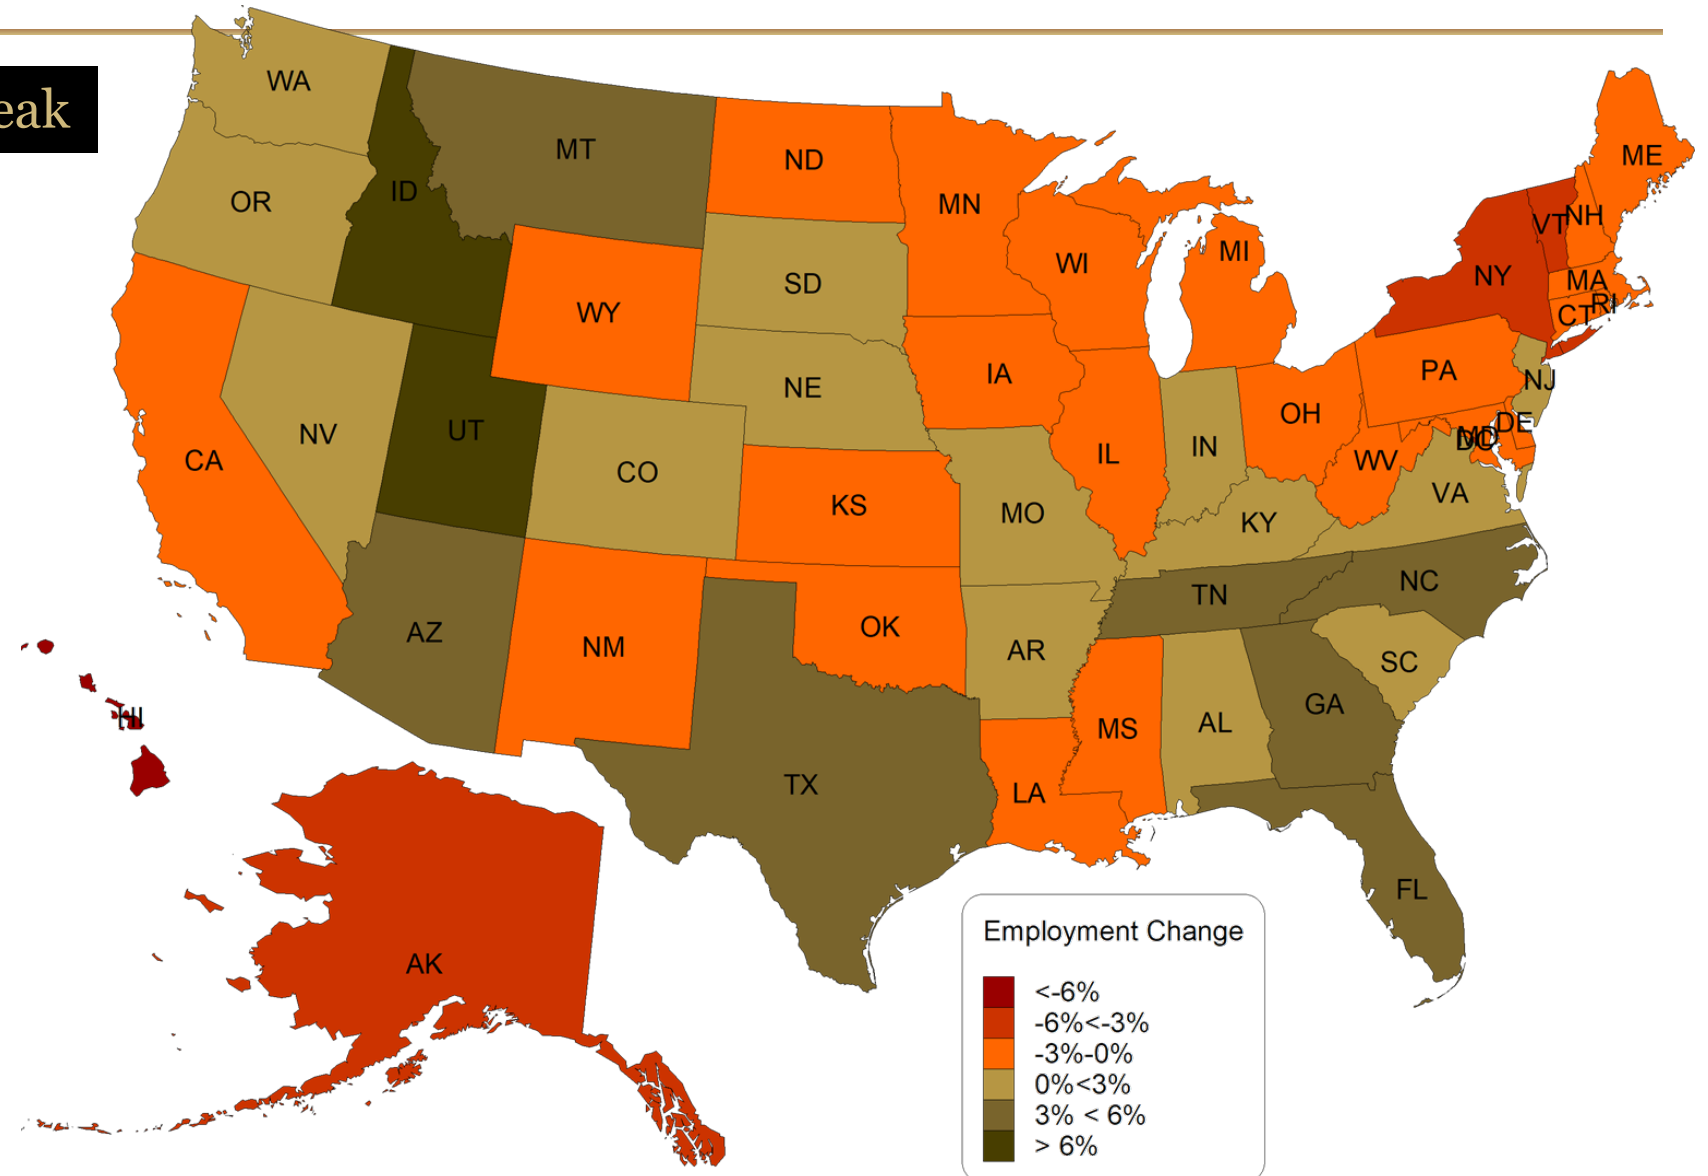 eak
WA
MT
ND
MN
ME
OR
ID
WI
MI
VT
NH
NY
MA
RI
CT
SD
WY
IA
PA
NJ
NE
OH
DE
MD
DC
NV
UT
CO
IL
IN
WV
CA
KS
MO
KY
VA
TN
NC
AZ
NM
OK
AR
SC
GA
MS
AL
HI
TX
LA
FL
AK
Employment Change
<-6%
-6%<-3%
-3%-0%
0%<3%
3% < 6%
> 6%